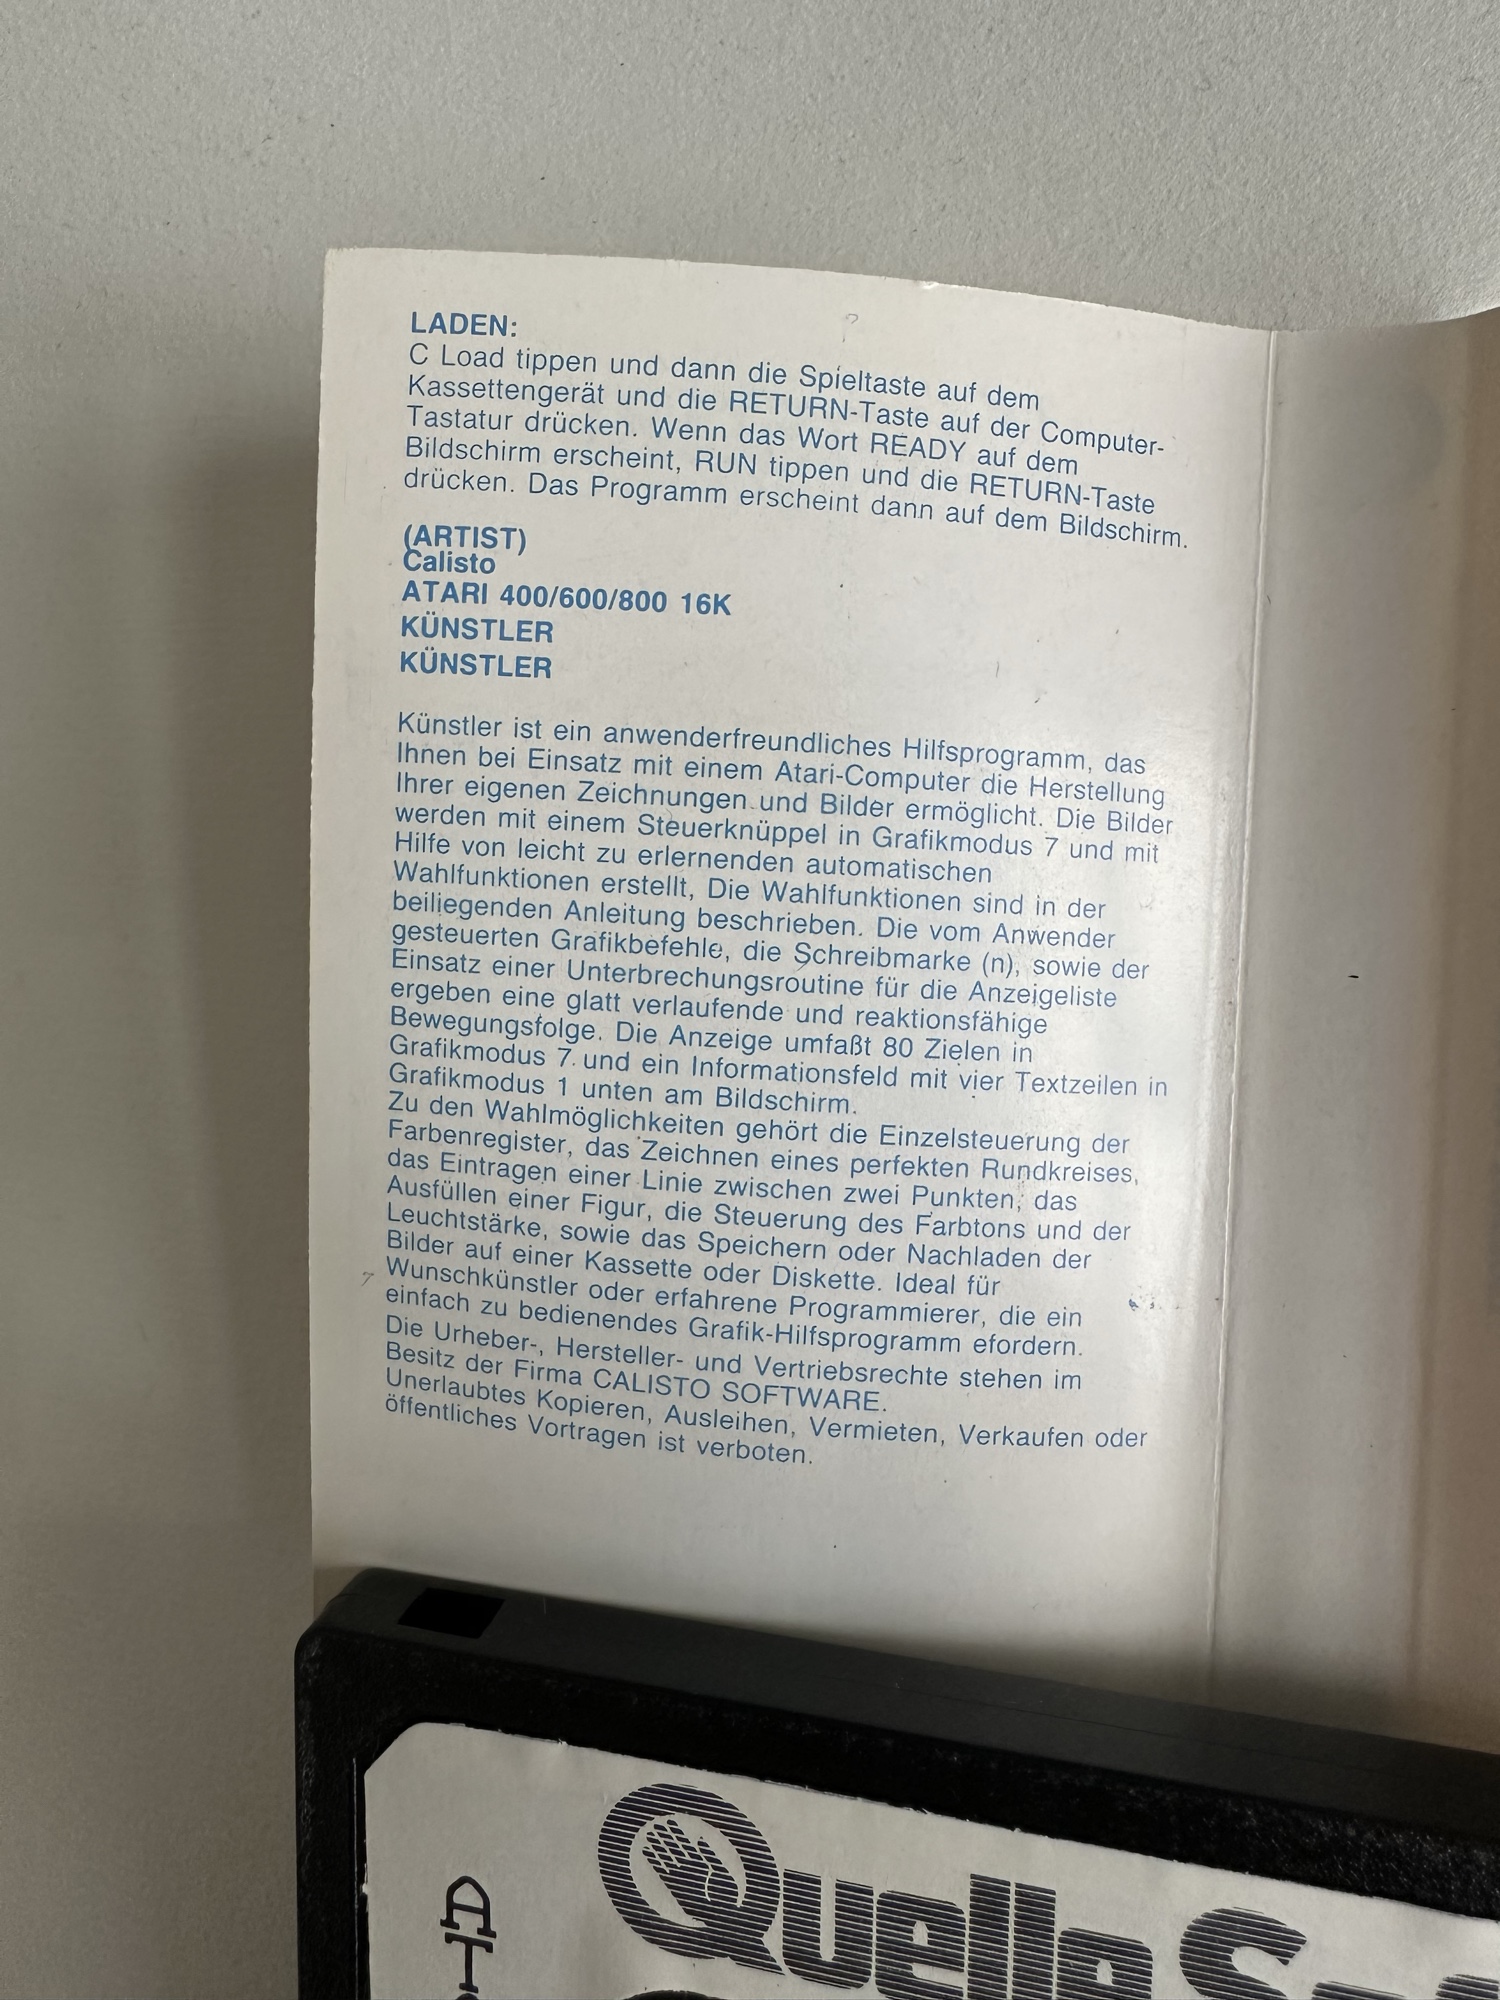 LADEN:
C Load tippen und dann die Spieltaste auf dem
Kassettengerät und die RETURN-Taste auf der Computer-
Tastatur drücken. Wenn das Wort READY auf dem
Bildschirm erscheint, RUN tippen und die RETURN-Taste
drücken. Das Programm erscheint dann auf dem Bildschirm.
(ARTIST)
Calisto
ATARI 400/600/800 16K
KÜNSTLER
KÜNSTLER
Künstler ist ein anwenderfreundliches Hilfsprogramm, das
Ihnen bei Einsatz mit einem Atari-Computer die Herstellung
Ihrer eigenen Zeichnungen und Bilder ermöglicht. Die Bilder
werden mit einem Steuerknüppel in Grafikmodus 7 und mit
Hilfe von leicht zu erlernenden automatischen
Wahlfunktionen erstellt, Die Wahlfunktionen sind in der
beiliegenden Anleitung beschrieben. Die vom Anwender
gesteuerten Grafikbefehle, die Schreibmarke (n), sowie der
Einsatz einer Unterbrechungsroutine für die Anzeigeliste
ergeben eine glatt verlaufende und reaktionsfähige
Bewegungsfolge. Die Anzeige umfaßt 80 Zielen in
Grafikmodus 7 und ein Informationsfeld mit vier Textzeilen in
Grafikmodus 1 unten am Bildschirm.
Zu den Wahlmöglichkeiten gehört die Einzelsteuerung der
Farbenregister, das Zeichnen eines perfekten Rundkreises,
das Eintragen einer Linie zwischen zwei Punkten, das
Ausfüllen einer Figur, die Steuerung des Farbtons und der
Leuchtstärke, sowie das Speichern oder Nachladen der
Bilder auf einer Kassette oder Diskette. Ideal für
Wunschkünstler oder erfahrene Programmierer, die ein
einfach zu bedienendes Grafik-Hilfsprogramm efordern.
Die Urheber-, Hersteller- und Vertriebsrechte stehen im
Besitz der Firma CALISTO SOFTWARE.
Unerlaubtes Kopieren, Ausleihen, Vermieten, Verkaufen oder
öffentliches Vortragen ist verboten.
Quelle
AT